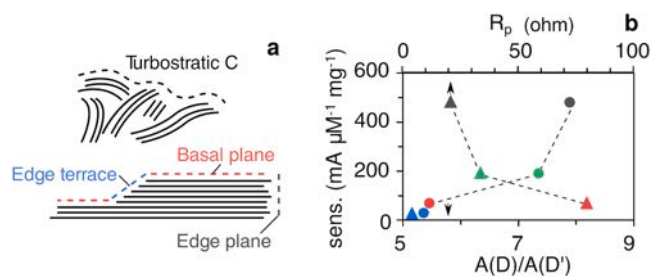 a
Turbostratic C
Basal plane
Edge terrace
Edge plane
b
Rp (ohm)
0 50 100
600
400
200
0
sens. (mA μM⁻¹ mg⁻¹)
5 7 9
A(D)/A(D')